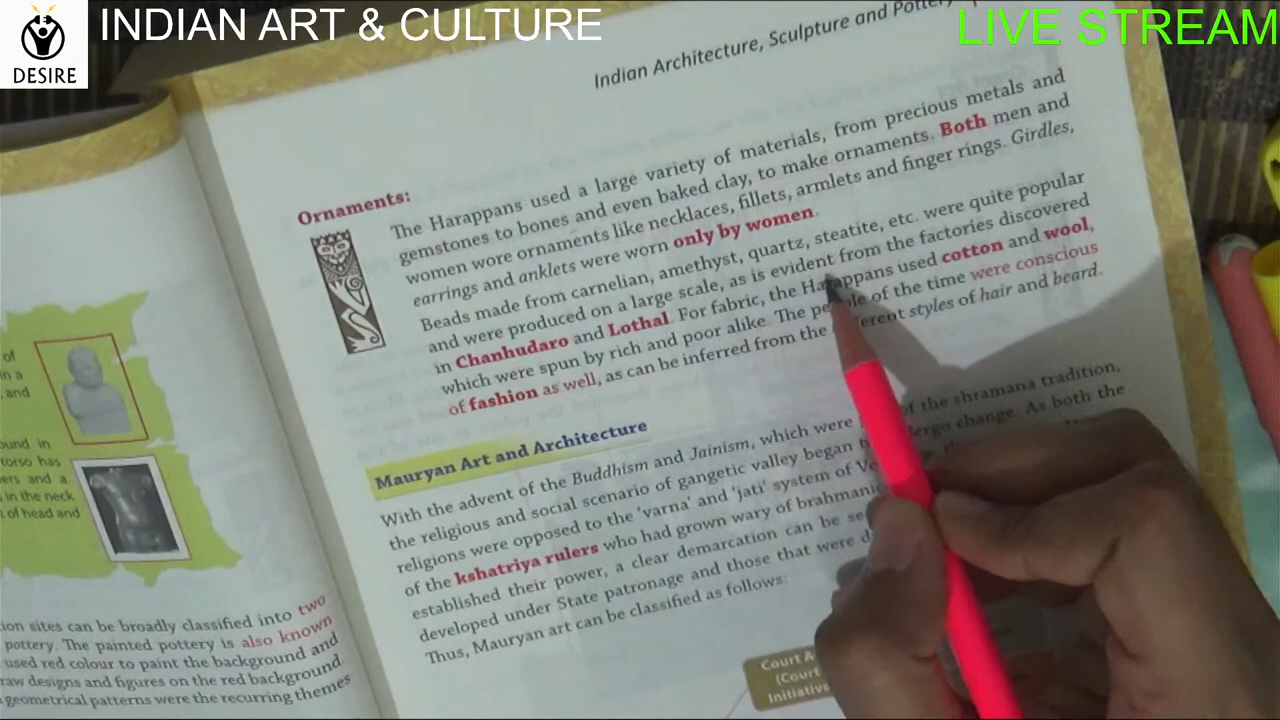 INDIAN ART & CULTURE
LIVE STREAM
DESIRE
Indian Architecture, Sculpture and Pottery
Ornaments:
The Harappans used a large variety of materials, from precious metals and
gemstones to bones and even baked clay, to make ornaments. Both men and
women wore ornaments like necklaces, fillets, armlets and finger rings. Girdles,
earrings and anklets were worn only by women.
Beads made from carnelian, amethyst, quartz, steatite, etc. were quite popular
and were produced on a large scale, as is evident from the factories discovered
in Chanhudaro and Lothal. For fabric, the Harappans used cotton and wool,
which were spun by rich and poor alike. The people of the time were conscious
of fashion as well, as can be inferred from the different styles of hair and beard.
Mauryan Art and Architecture
With the advent of the Buddhism and Jainism, which were of the shramana tradition,
the religious and social scenario of gangetic valley began change. As both the
religions were opposed to the 'varna' and 'jati' system of
of the kshatriya rulers who had grown wary of
established their power, a clear demarcation can be
developed under State patronage and those that were
Thus, Mauryan art can be classified as follows:
Court
(Court
Initiative
of
in a
and
ound in
torso has
ers and a
s in the neck
l of head and
ion sites can be broadly classified into two
pottery. The painted pottery is also known
used red colour to paint the background and
raw designs and figures on the red background.
geometrical patterns were the recurring themes